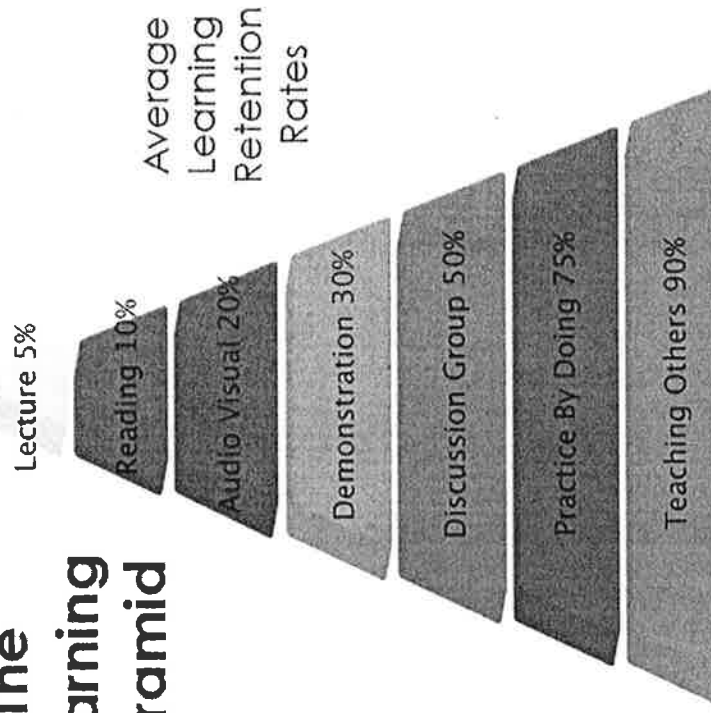 The
arning
ramid
Lecture 5%
Average
Learning
Retention
Rates
Reading 10%
Audio Visual 20%
Demonstration 30%
Discussion Group 50%
Practice By Doing 75%
Teaching Others 90%